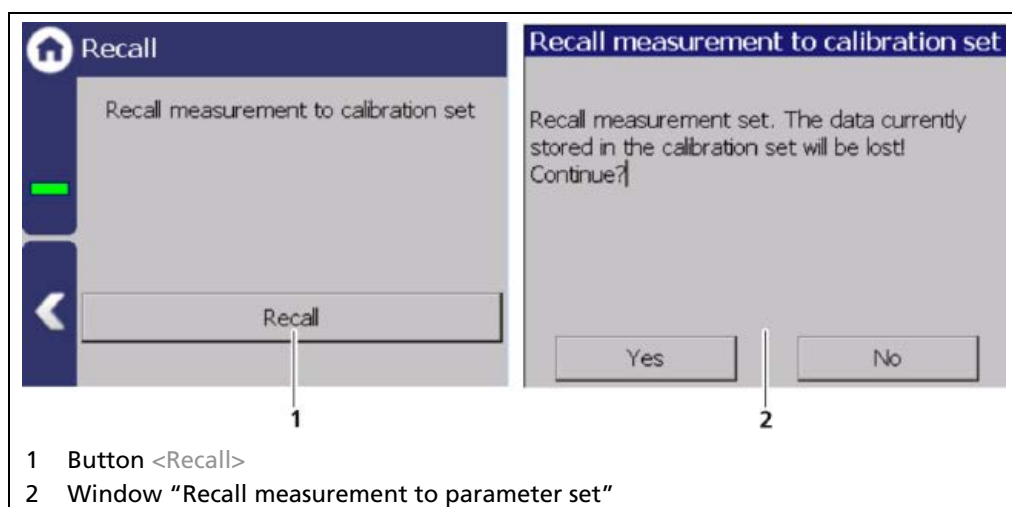 Recall
Recall measurement to calibration set
Recall
1
Recall measurement to calibration set
Recall measurement set. The data currently
stored in the calibration set will be lost!
Continue?
Yes
No
2
1 Button <Recall>
2 Window “Recall measurement to parameter set”